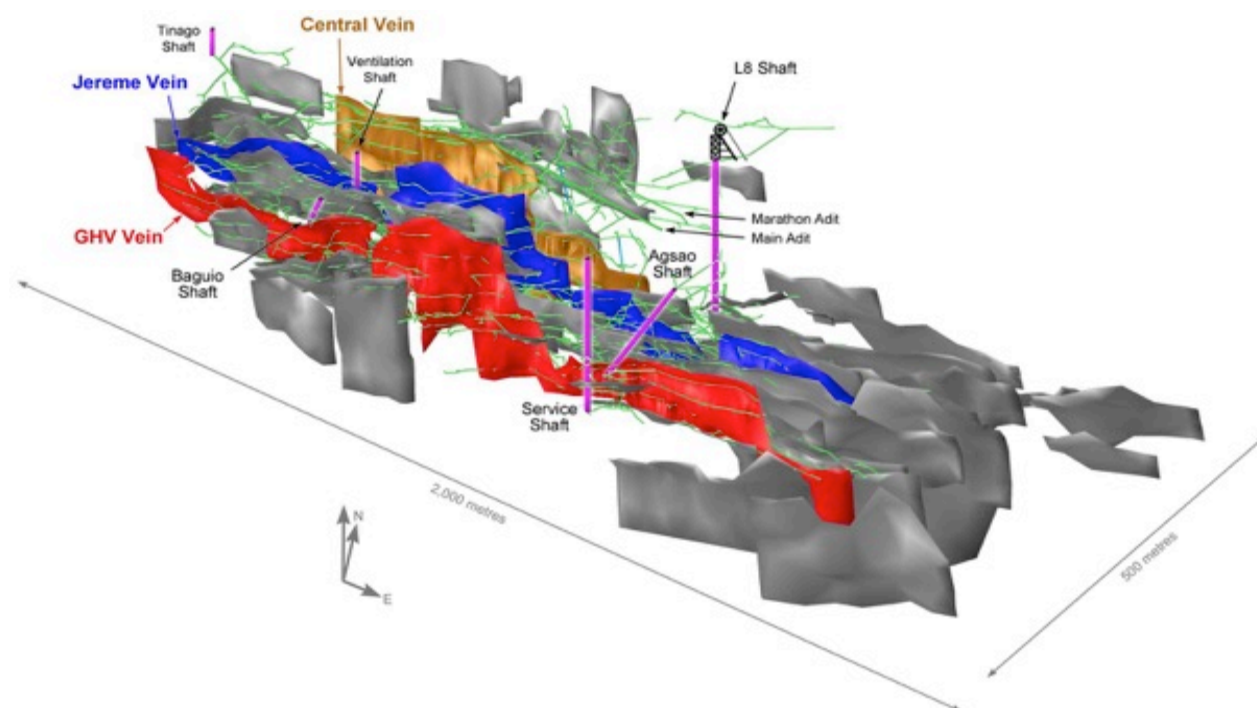 Tinago
Shaft
Central Vein
Ventilation
Shaft
Jereme Vein
L8 Shaft
GHV Vein
Marathon Adit
Main Adit
Baguio
Shaft
Agsao
Shaft
Service
Shaft
2,000 metres
N
E
500 metres